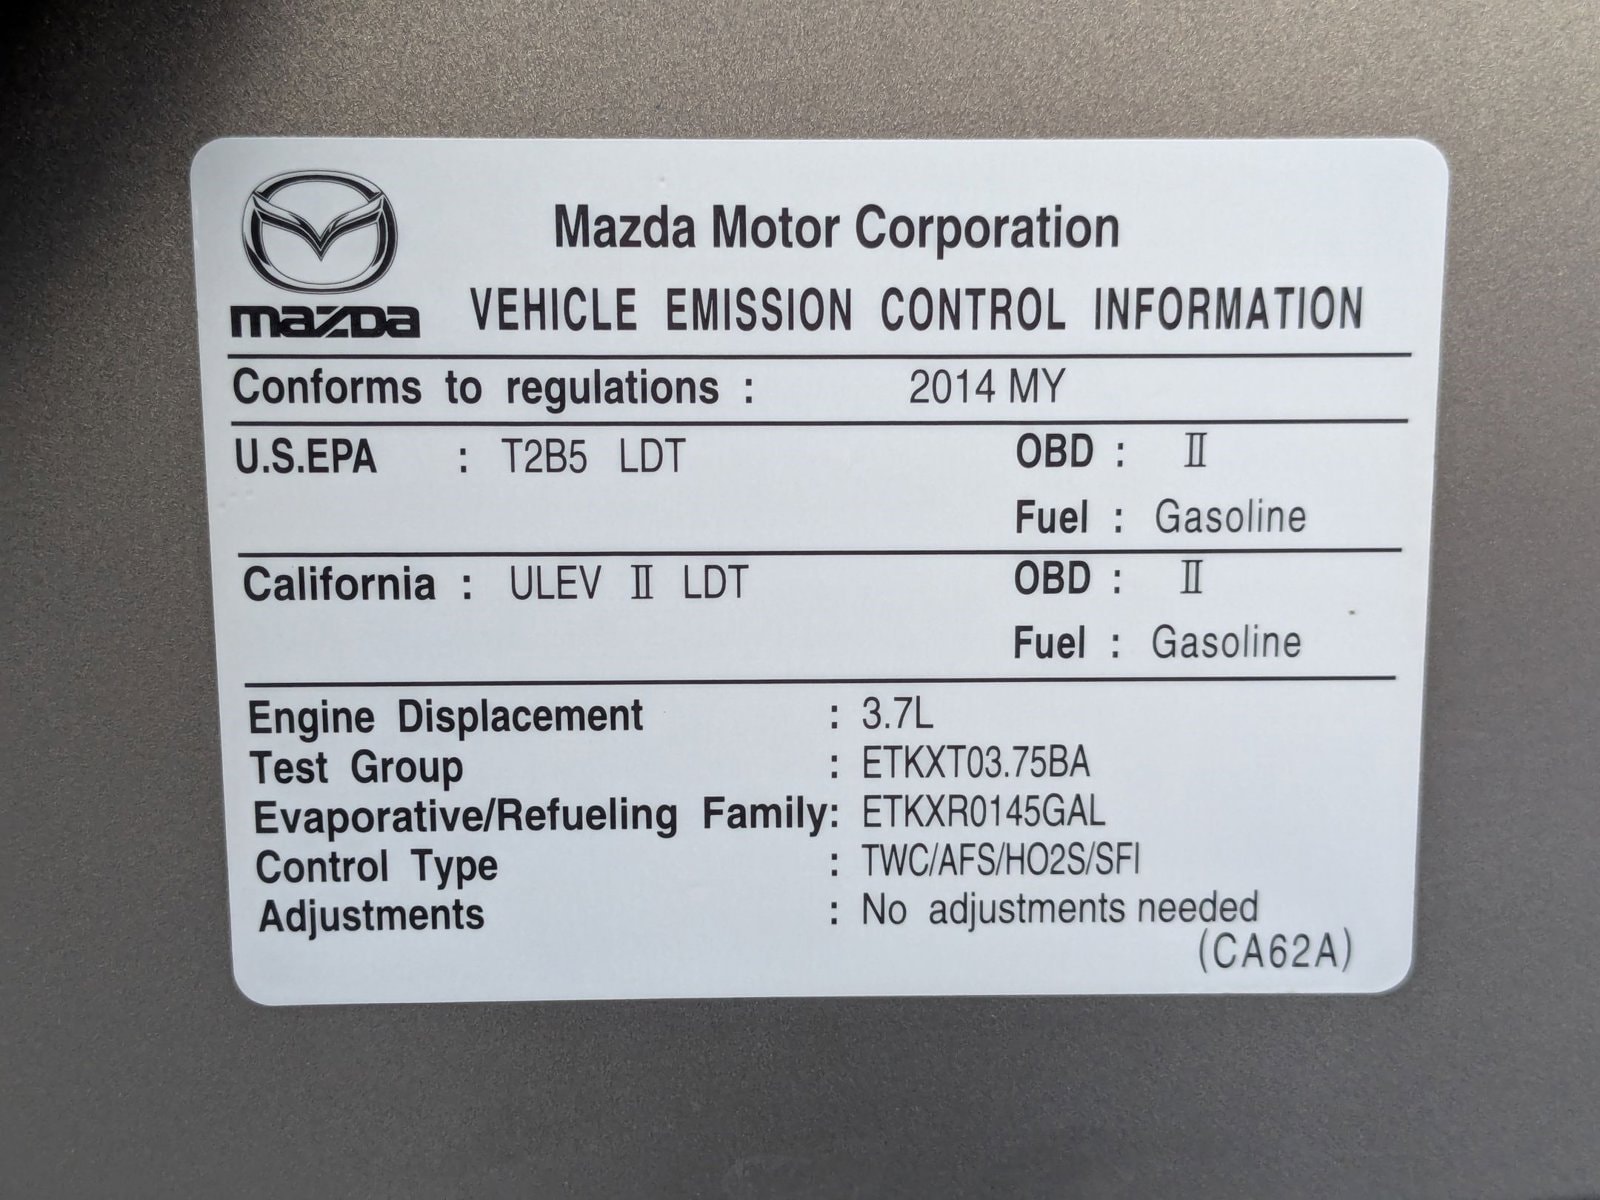 Mazda Motor Corporation
mazda
VEHICLE EMISSION CONTROL INFORMATION
Conforms to regulations : 2014 MY
U.S.EPA : T2B5 LDT OBD : II
Fuel : Gasoline
California : ULEV II LDT OBD : II
Fuel : Gasoline
Engine Displacement : 3.7L
Test Group : ETKXT03.75BA
Evaporative/Refueling Family: ETKXR0145GAL
Control Type : TWC/AFS/HO2S/SFI
Adjustments : No adjustments needed
(CA62A)